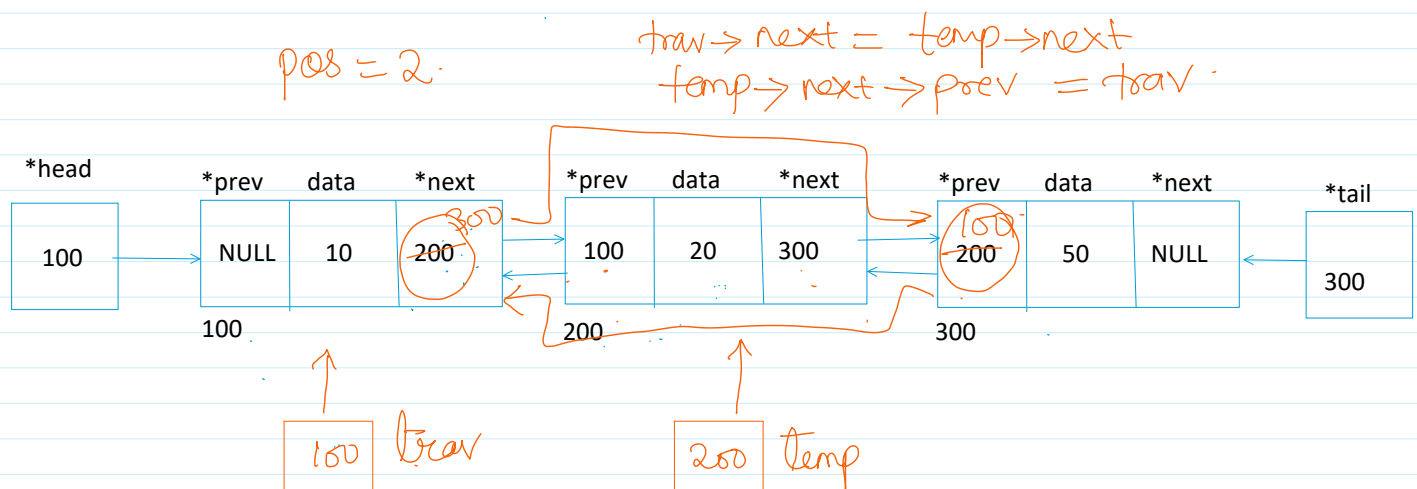 trav→next = temp→next
pos = 2.
temp→next→prev = trav.
*head
*prev data *next
*prev data *next
*prev data *next
*tail
100
NULL 10 200 300
100 20 300
200 100 50 NULL
300
100
200
300
100 trav
200 temp